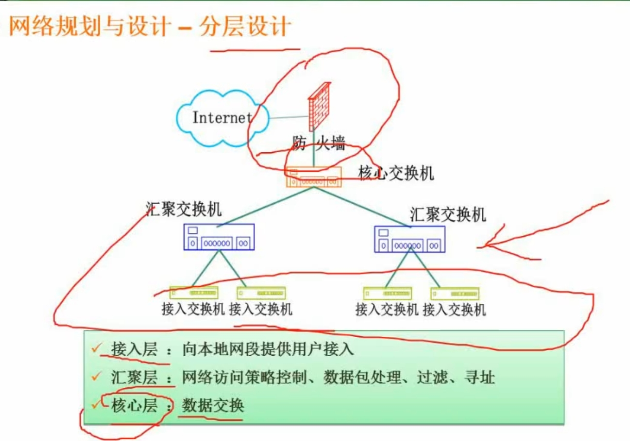 网络规划与设计 – 分层设计
Internet
防 火墙
核心交换机
汇聚交换机
汇聚交换机
接入交换机 接入交换机 接入交换机 接入交换机
✓ 接入层 ：向本地网段提供用户接入
✓ 汇聚层 ：网络访问策略控制、数据包处理、过滤、寻址
✓ 核心层 ：数据交换